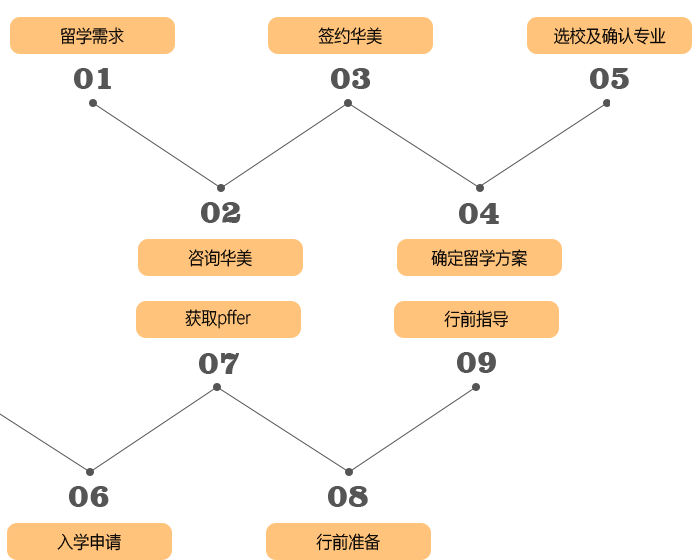 留学需求
01
咨询华美
02
签约华美
03
确定留学方案
04
选校及确认专业
05
入学申请
06
获取pffer
07
行前准备
08
行前指导
09